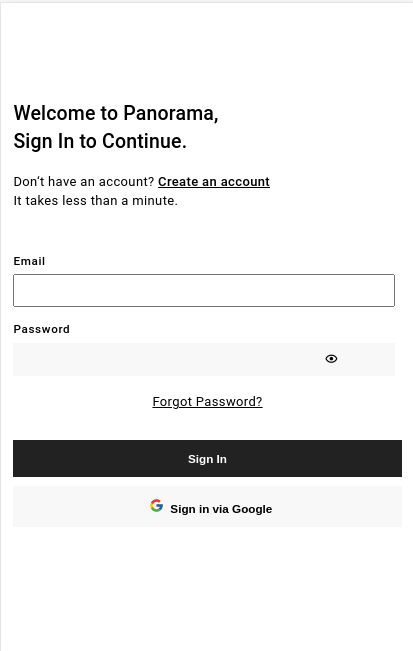 Welcome to Panorama,
Sign In to Continue.
Don't have an account? Create an account
It takes less than a minute.
Email
Password
Forgot Password?
Sign In
Sign in via Google